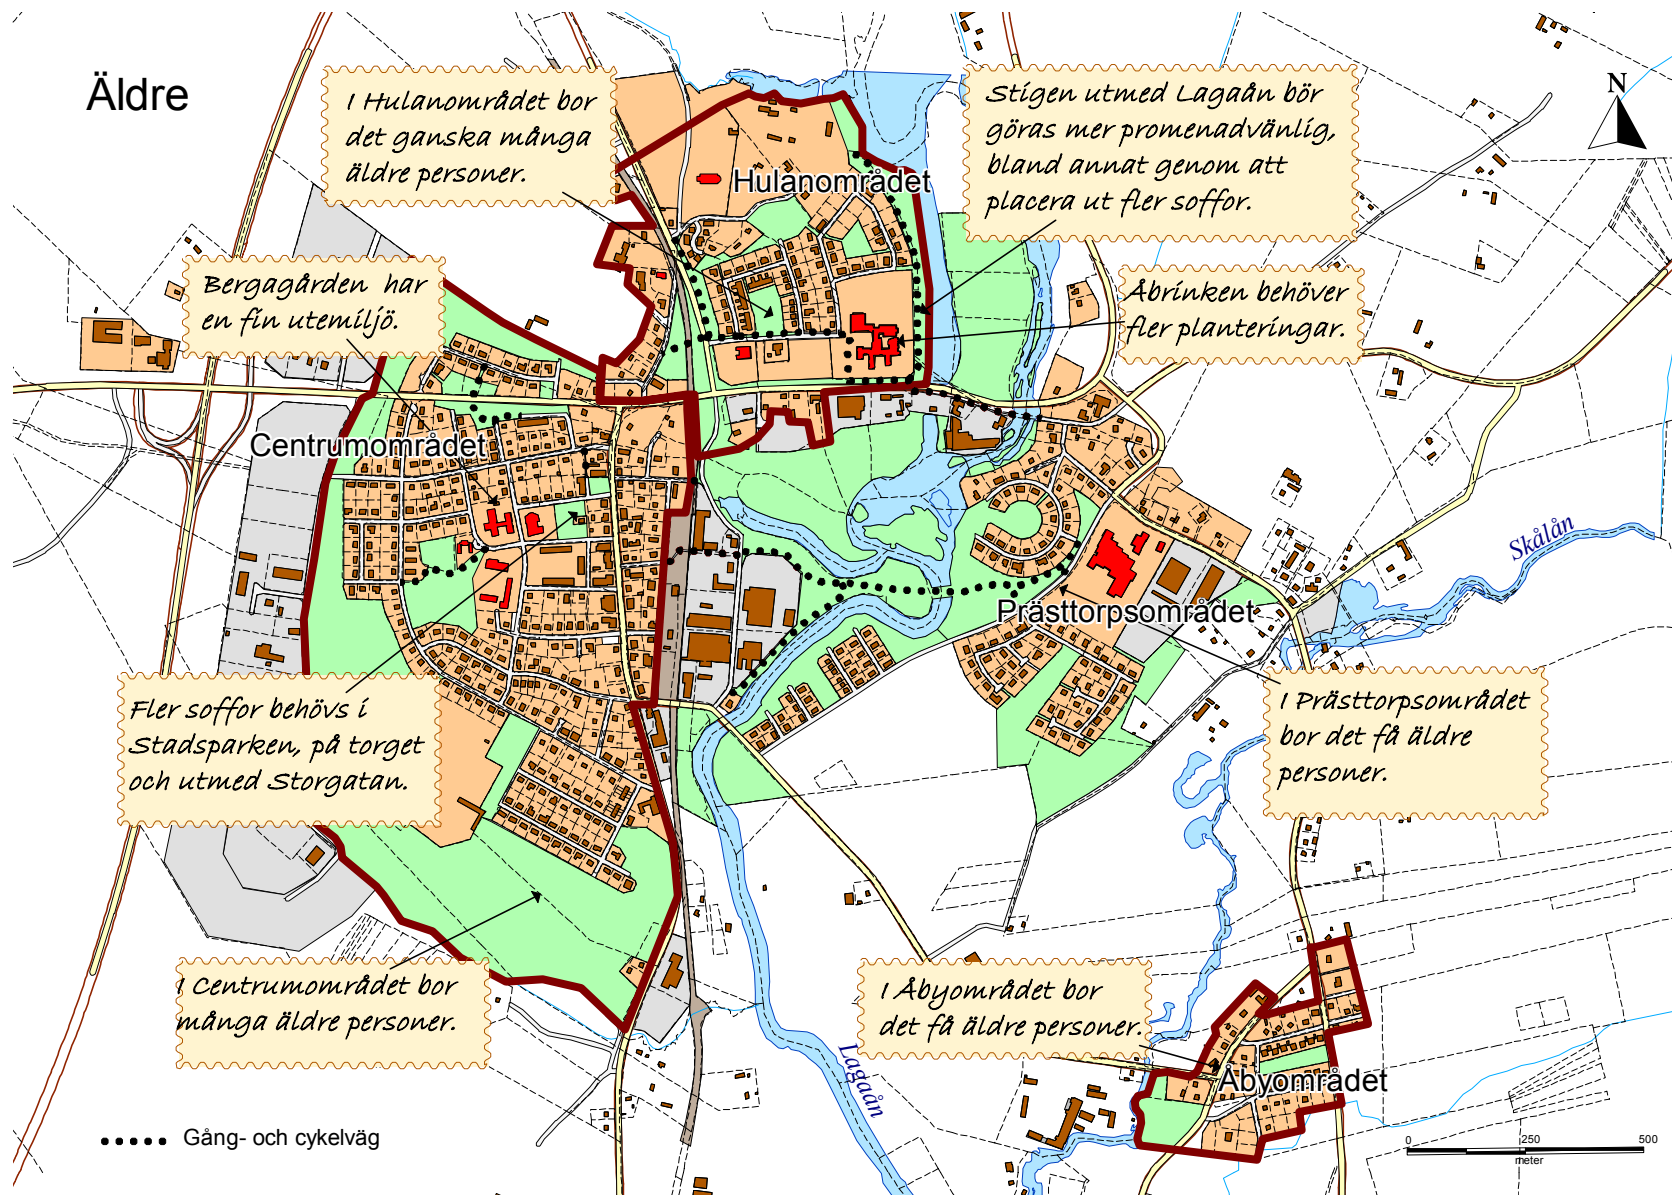 Äldre
I Hulanområdet bor
det ganska många
äldre personer.
Stigen utmed Lagaån bör
göras mer promenadvänlig,
bland annat genom att
placera ut fler soffor.
N
Hulanområdet
Bergagården har
en fin utemiljö.
Åbrinken behöver
fler planteringar.
Centrumområdet
Skålån
Prästtorpsområdet
Fler soffor behövs i
Stadsparken, på torget
och utmed Storgatan.
I Prästtorpsområdet
bor det få äldre
personer.
I Centrumområdet bor
många äldre personer.
I Åbyområdet bor
det få äldre personer.
Lagaån
Åbyområdet
Gång- och cykelväg
0 250 500
meter